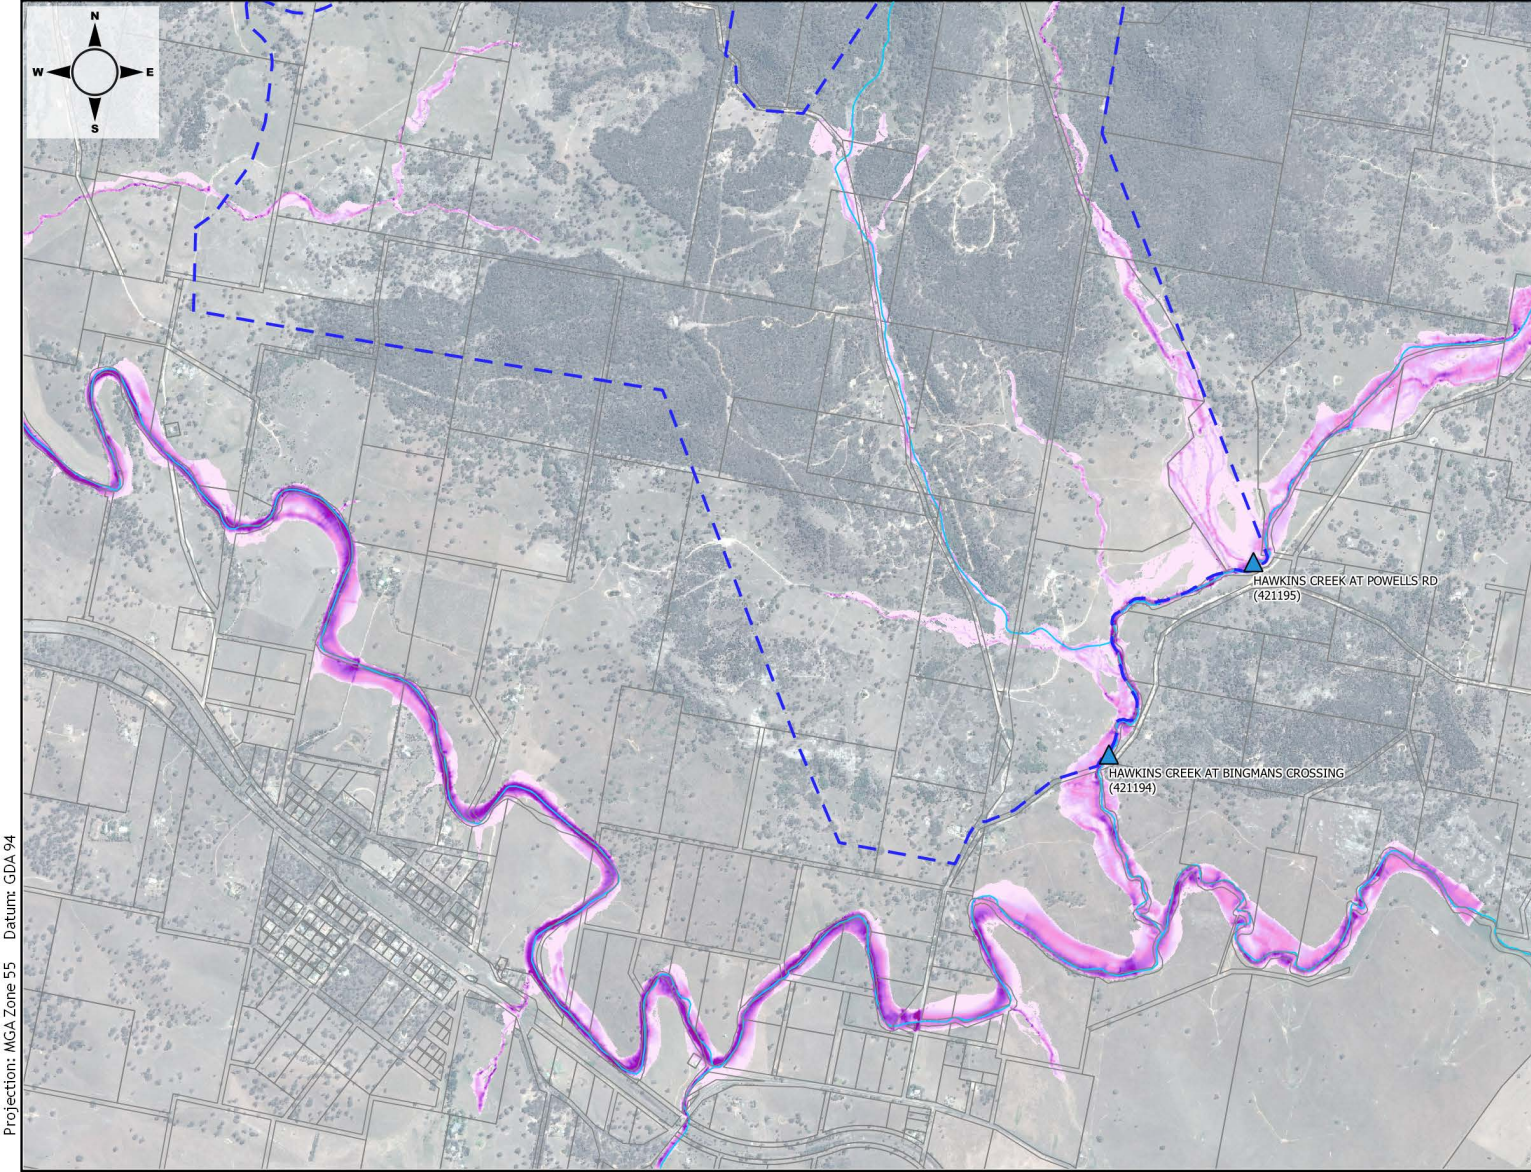 N
W E
S
HAWKINS CREEK AT POWELLS RD
(421195)
HAWKINS CREEK AT BINGMANS CROSSING
(421194)
Projection: MGA Zone 55 Datum: GDA 94